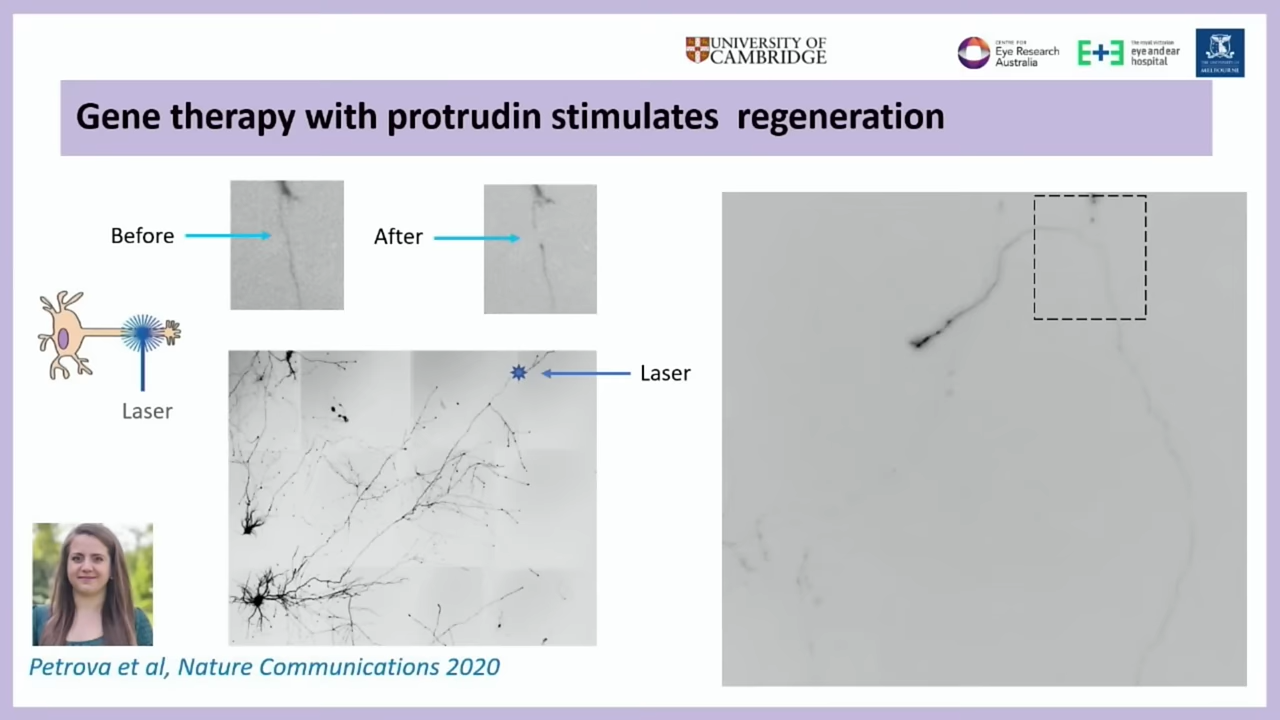 UNIVERSITY OF
CAMBRIDGE
CENTRE FOR
Eye Research
Australia
E+E
The royal victorian
eye and ear
hospital
THE UNIVERSITY OF
MELBOURNE
Gene therapy with protrudin stimulates  regeneration
Before
After
Laser
Laser
Petrova et al, Nature Communications 2020